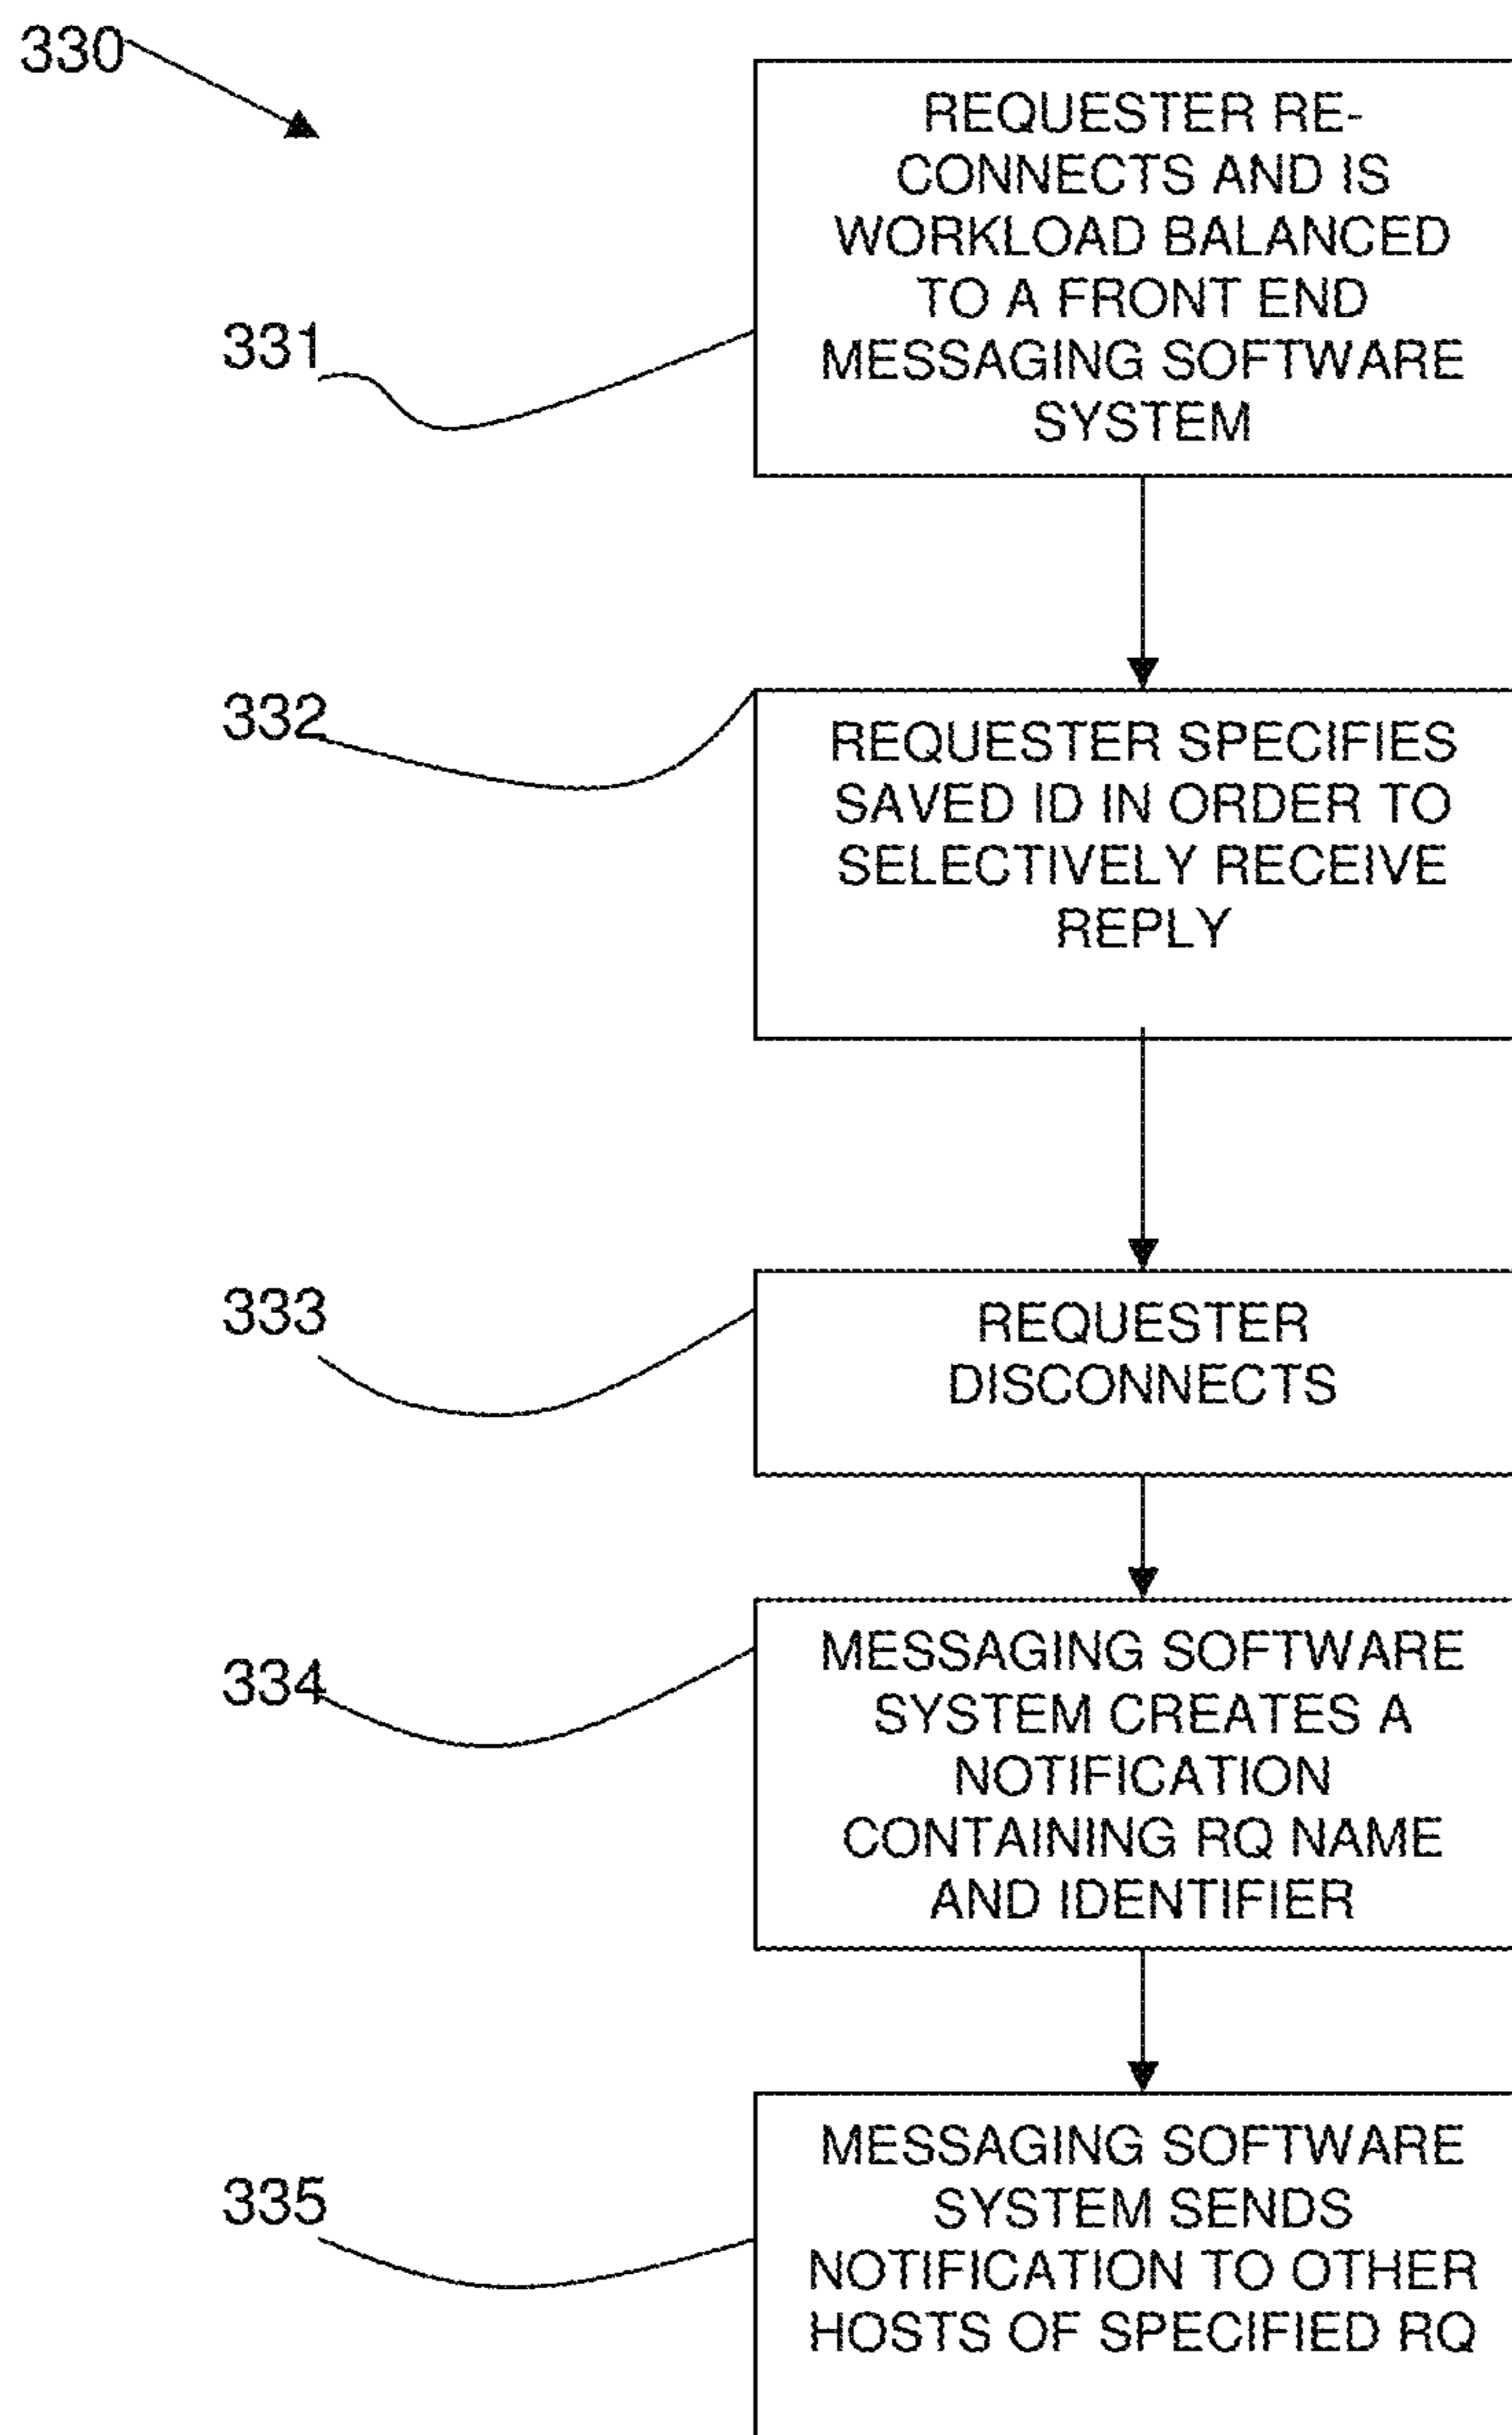 330
REQUESTER RE-
CONNECTS AND IS
WORKLOAD BALANCED
TO A FRONT END
MESSAGING SOFTWARE
SYSTEM
331
332
REQUESTER SPECIFIES
SAVED ID IN ORDER TO
SELECTIVELY RECEIVE
REPLY
333
REQUESTER
DISCONNECTS
334
MESSAGING SOFTWARE
SYSTEM CREATES A
NOTIFICATION
CONTAINING RQ NAME
AND IDENTIFIER
335
MESSAGING SOFTWARE
SYSTEM SENDS
NOTIFICATION TO OTHER
HOSTS OF SPECIFIED RQ